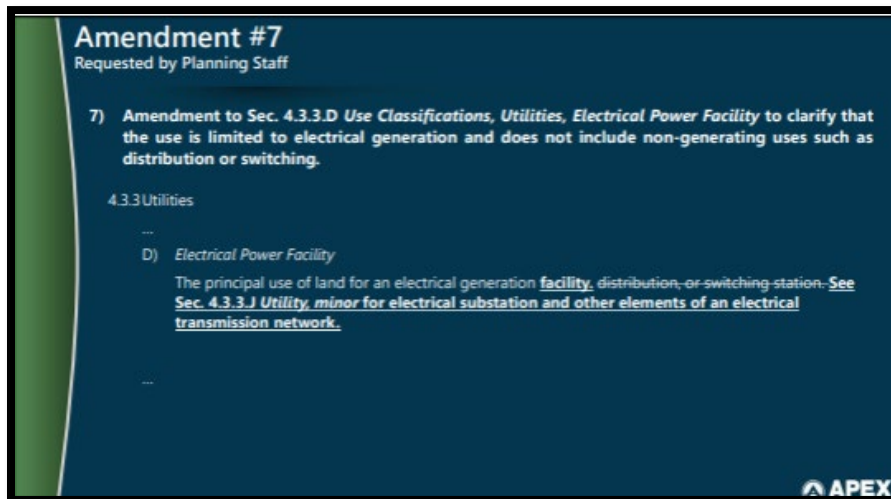 Amendment #7
Requested by Planning Staff
7) Amendment to Sec. 4.3.3.D Use Classifications, Utilities, Electrical Power Facility to clarify that
the use is limited to electrical generation and does not include non-generating uses such as
distribution or switching.
4.3.3 Utilities
...
D) Electrical Power Facility
The principal use of land for an electrical generation facility. distribution, or switching station. See
Sec. 4.3.3.J Utility, minor for electrical substation and other elements of an electrical
transmission network.
...
APEX